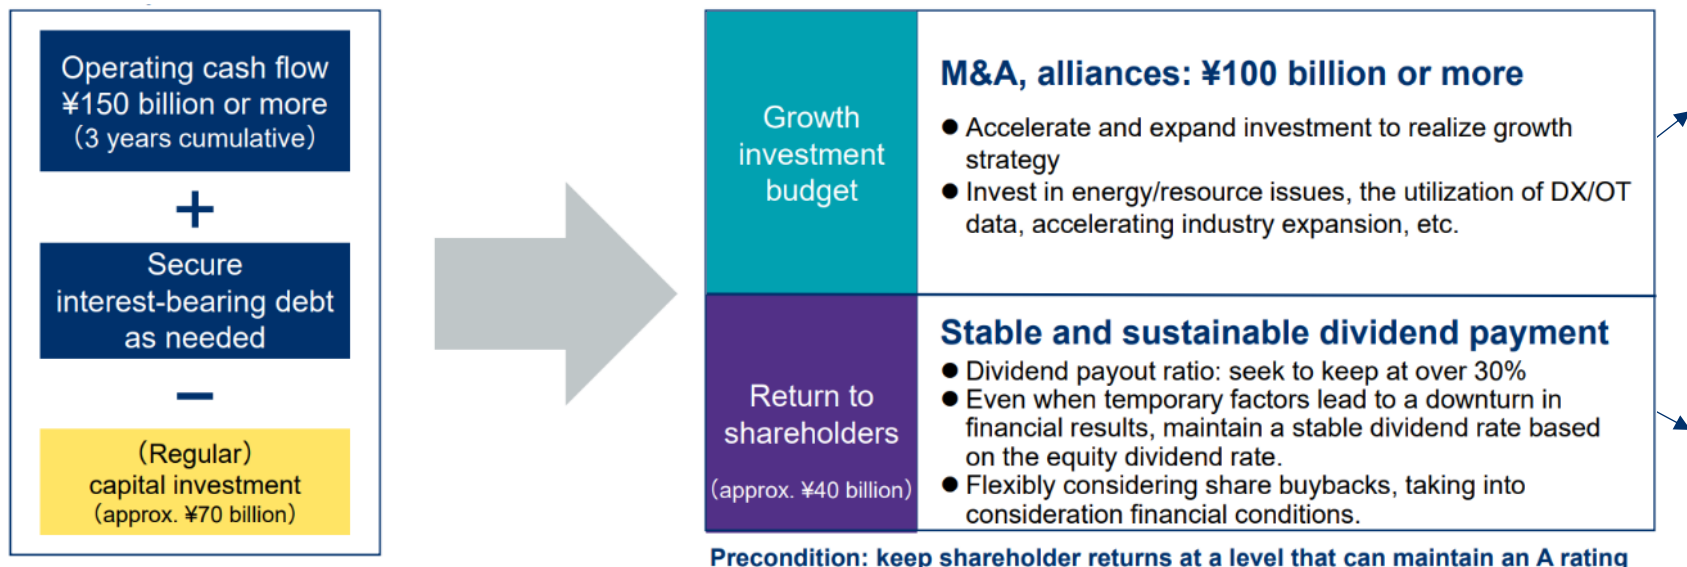 Operating cash flow
¥150 billion or more
(3 years cumulative)
+
Secure
interest-bearing debt
as needed
−
(Regular)
capital investment
(approx. ¥70 billion)
Growth
investment
budget
M&A, alliances: ¥100 billion or more
● Accelerate and expand investment to realize growth
strategy
● Invest in energy/resource issues, the utilization of DX/OT
data, accelerating industry expansion, etc.
Return to
shareholders
(approx. ¥40 billion)
Stable and sustainable dividend payment
● Dividend payout ratio: seek to keep at over 30%
● Even when temporary factors lead to a downturn in
financial results, maintain a stable dividend rate based
on the equity dividend rate.
● Flexibly considering share buybacks, taking into
consideration financial conditions.
Precondition: keep shareholder returns at a level that can maintain an A rating